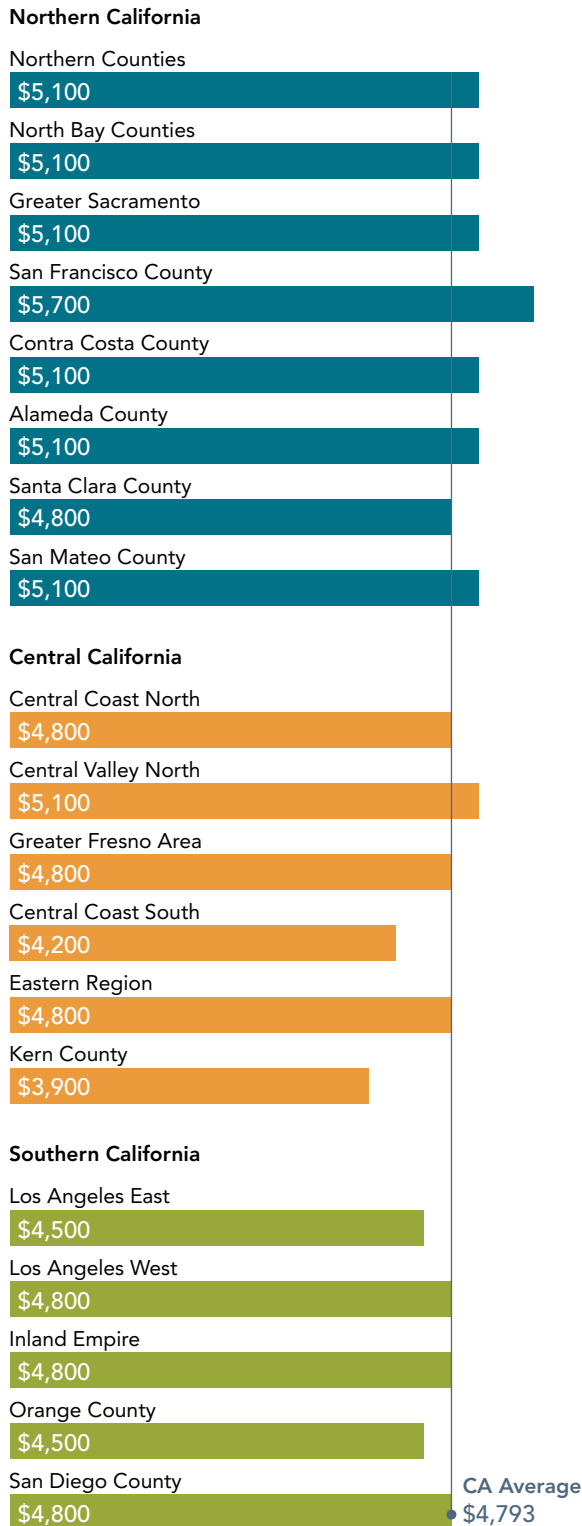 Northern California
Northern Counties
$5,100
North Bay Counties
$5,100
Greater Sacramento
$5,100
San Francisco County
$5,700
Contra Costa County
$5,100
Alameda County
$5,100
Santa Clara County
$4,800
San Mateo County
$5,100
Central California
Central Coast North
$4,800
Central Valley North
$5,100
Greater Fresno Area
$4,800
Central Coast South
$4,200
Eastern Region
$4,800
Kern County
$3,900
Southern California
Los Angeles East
$4,500
Los Angeles West
$4,800
Inland Empire
$4,800
Orange County
$4,500
San Diego County
$4,800
CA Average
$4,793